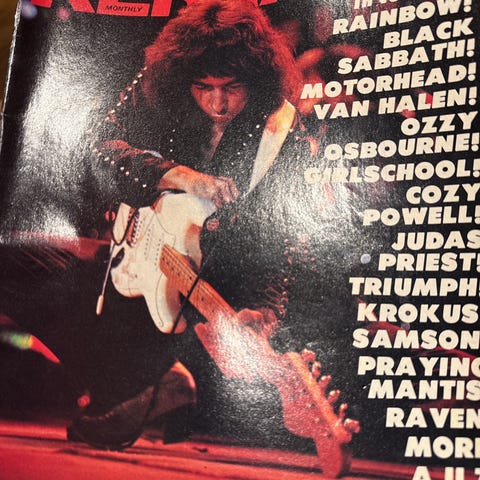 MONTHLY
RAINBOW!
BLACK
SABBATH!
MOTORHEAD!
VAN HALEN!
OZZY
OSBOURNE!
GIRLSCHOOL!
COZY
POWELL!
JUDAS
PRIEST!
TRIUMPH!
KROKUS
SAMSON
PRAYING
MANTIS
RAVEN